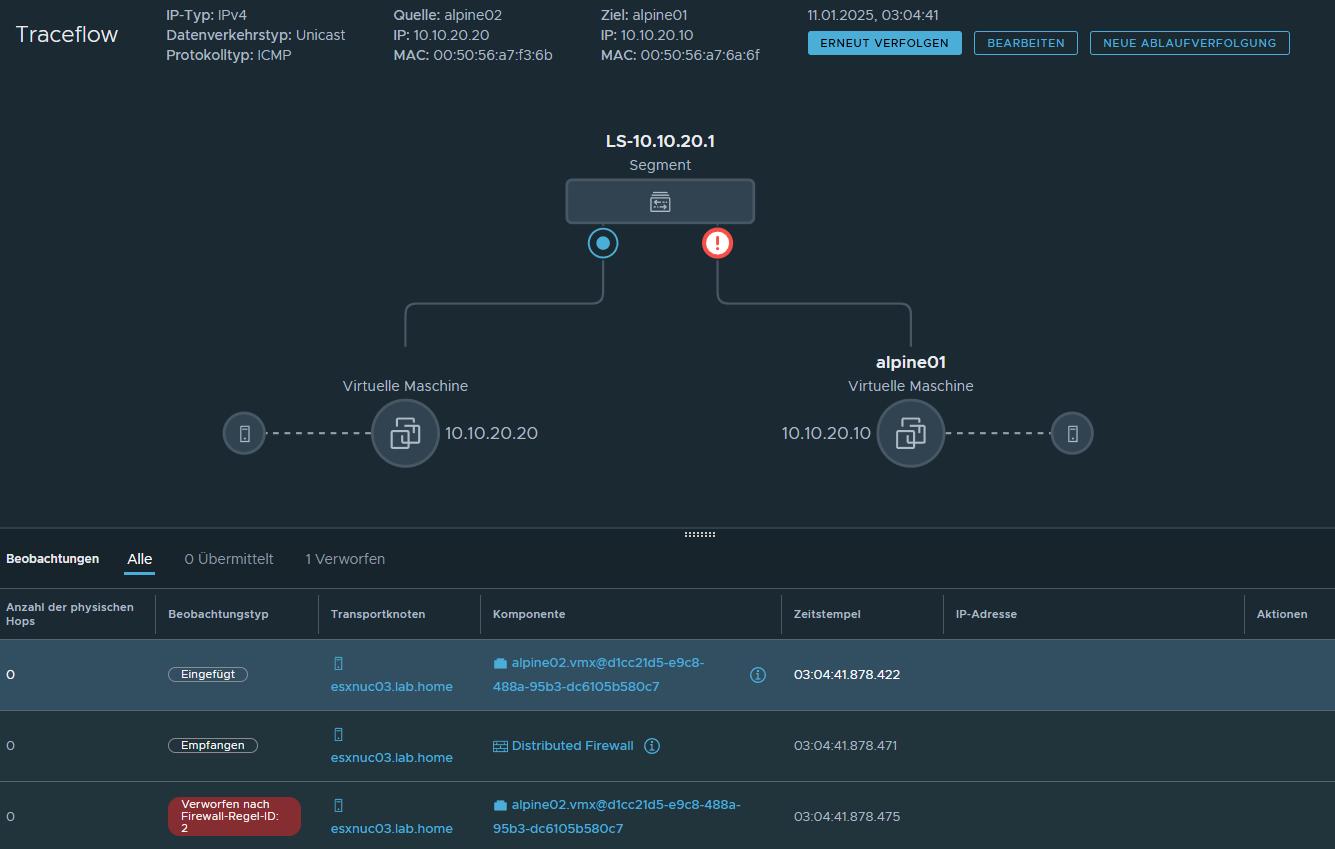 Traceflow
IP-Typ: IPv4
Datenverkehrstyp: Unicast
Protokolltyp: ICMP
Quelle: alpine02
IP: 10.10.20.20
MAC: 00:50:56:a7:f3:6b
Ziel: alpine01
IP: 10.10.20.10
MAC: 00:50:56:a7:6a:6f
11.01.2025, 03:04:41
ERNEUT VERFOLGEN
BEARBEITEN
NEUE ABLAUFVERFOLGUNG
LS-10.10.20.1
Segment
Virtuelle Maschine
10.10.20.20
alpine01
Virtuelle Maschine
10.10.20.10
Beobachtungen
Alle
0 Übermittelt
1 Verworfen
Anzahl der physischen
Hops
Beobachtungstyp
Transportknoten
Komponente
Zeitstempel
IP-Adresse
Aktionen
0
Eingefügt
esxnuc03.lab.home
alpine02.vmx@d1cc21d5-e9c8-
488a-95b3-dc6105b580c7
03:04:41.878.422
0
Empfangen
esxnuc03.lab.home
Distributed Firewall
03:04:41.878.471
0
Verworfen nach
Firewall-Regel-ID:
2
esxnuc03.lab.home
alpine02.vmx@d1cc21d5-e9c8-488a-
95b3-dc6105b580c7
03:04:41.878.475